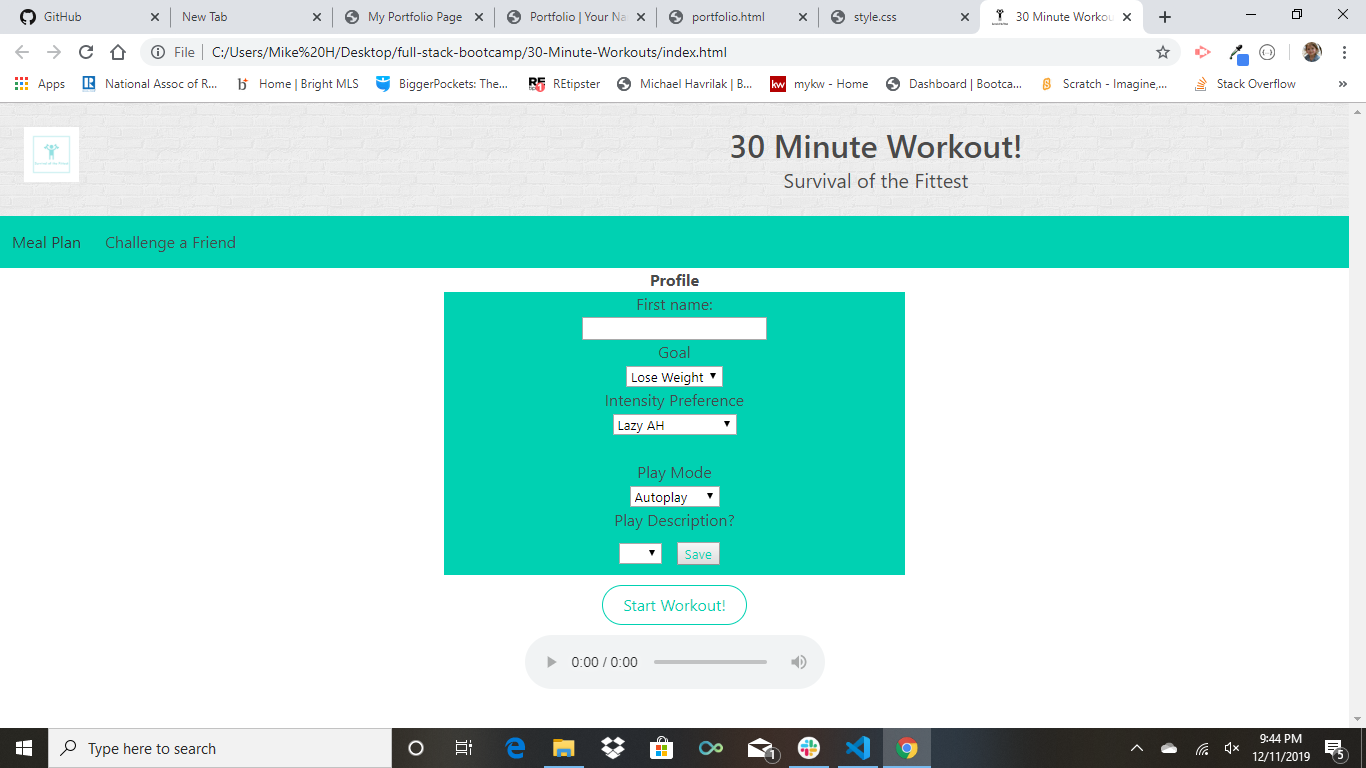 GitHub
New Tab
My Portfolio Page
Portfolio | Your Na
portfolio.html
style.css
30 Minute Workou
File
C:/Users/Mike%20H/Desktop/full-stack-bootcamp/30-Minute-Workouts/index.html
Apps
National Assoc of R...
Home | Bright MLS
BiggerPockets: The...
REtipster
Michael Havrilak | B...
kw
mykw - Home
Dashboard | Bootca...
Scratch - Imagine,...
Stack Overflow
»
30 Minute Workout!
Survival of the Fittest
Meal Plan
Challenge a Friend
Profile
First name:
Goal
Lose Weight
Intensity Preference
Lazy AH
Play Mode
Autoplay
Play Description?
Save
Start Workout!
0:00 / 0:00
Type here to search
1
9:44 PM
12/11/2019
5